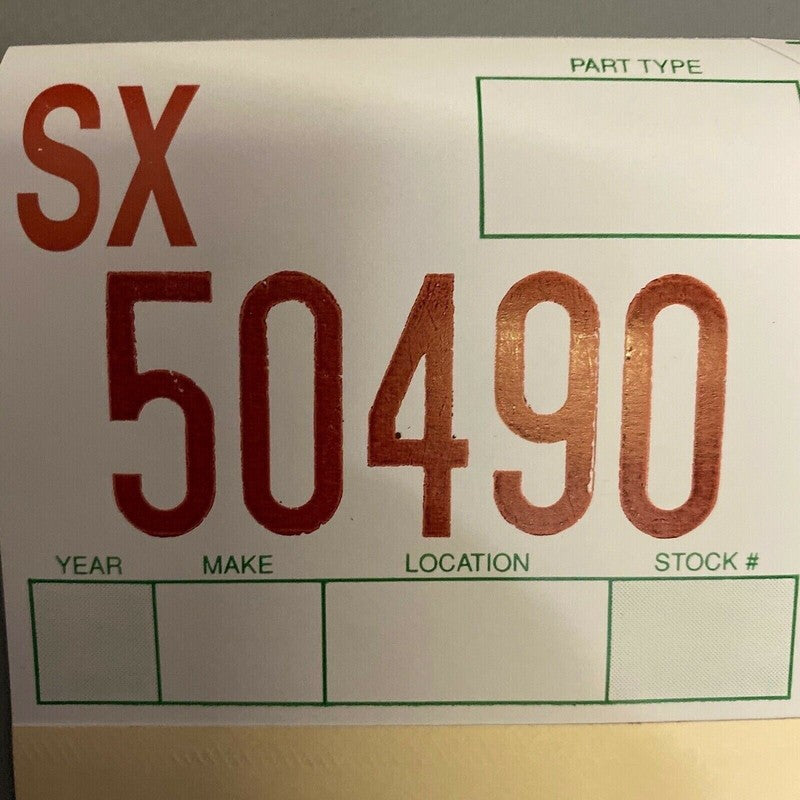 PART TYPE
SX
50490
YEAR MAKE LOCATION STOCK #